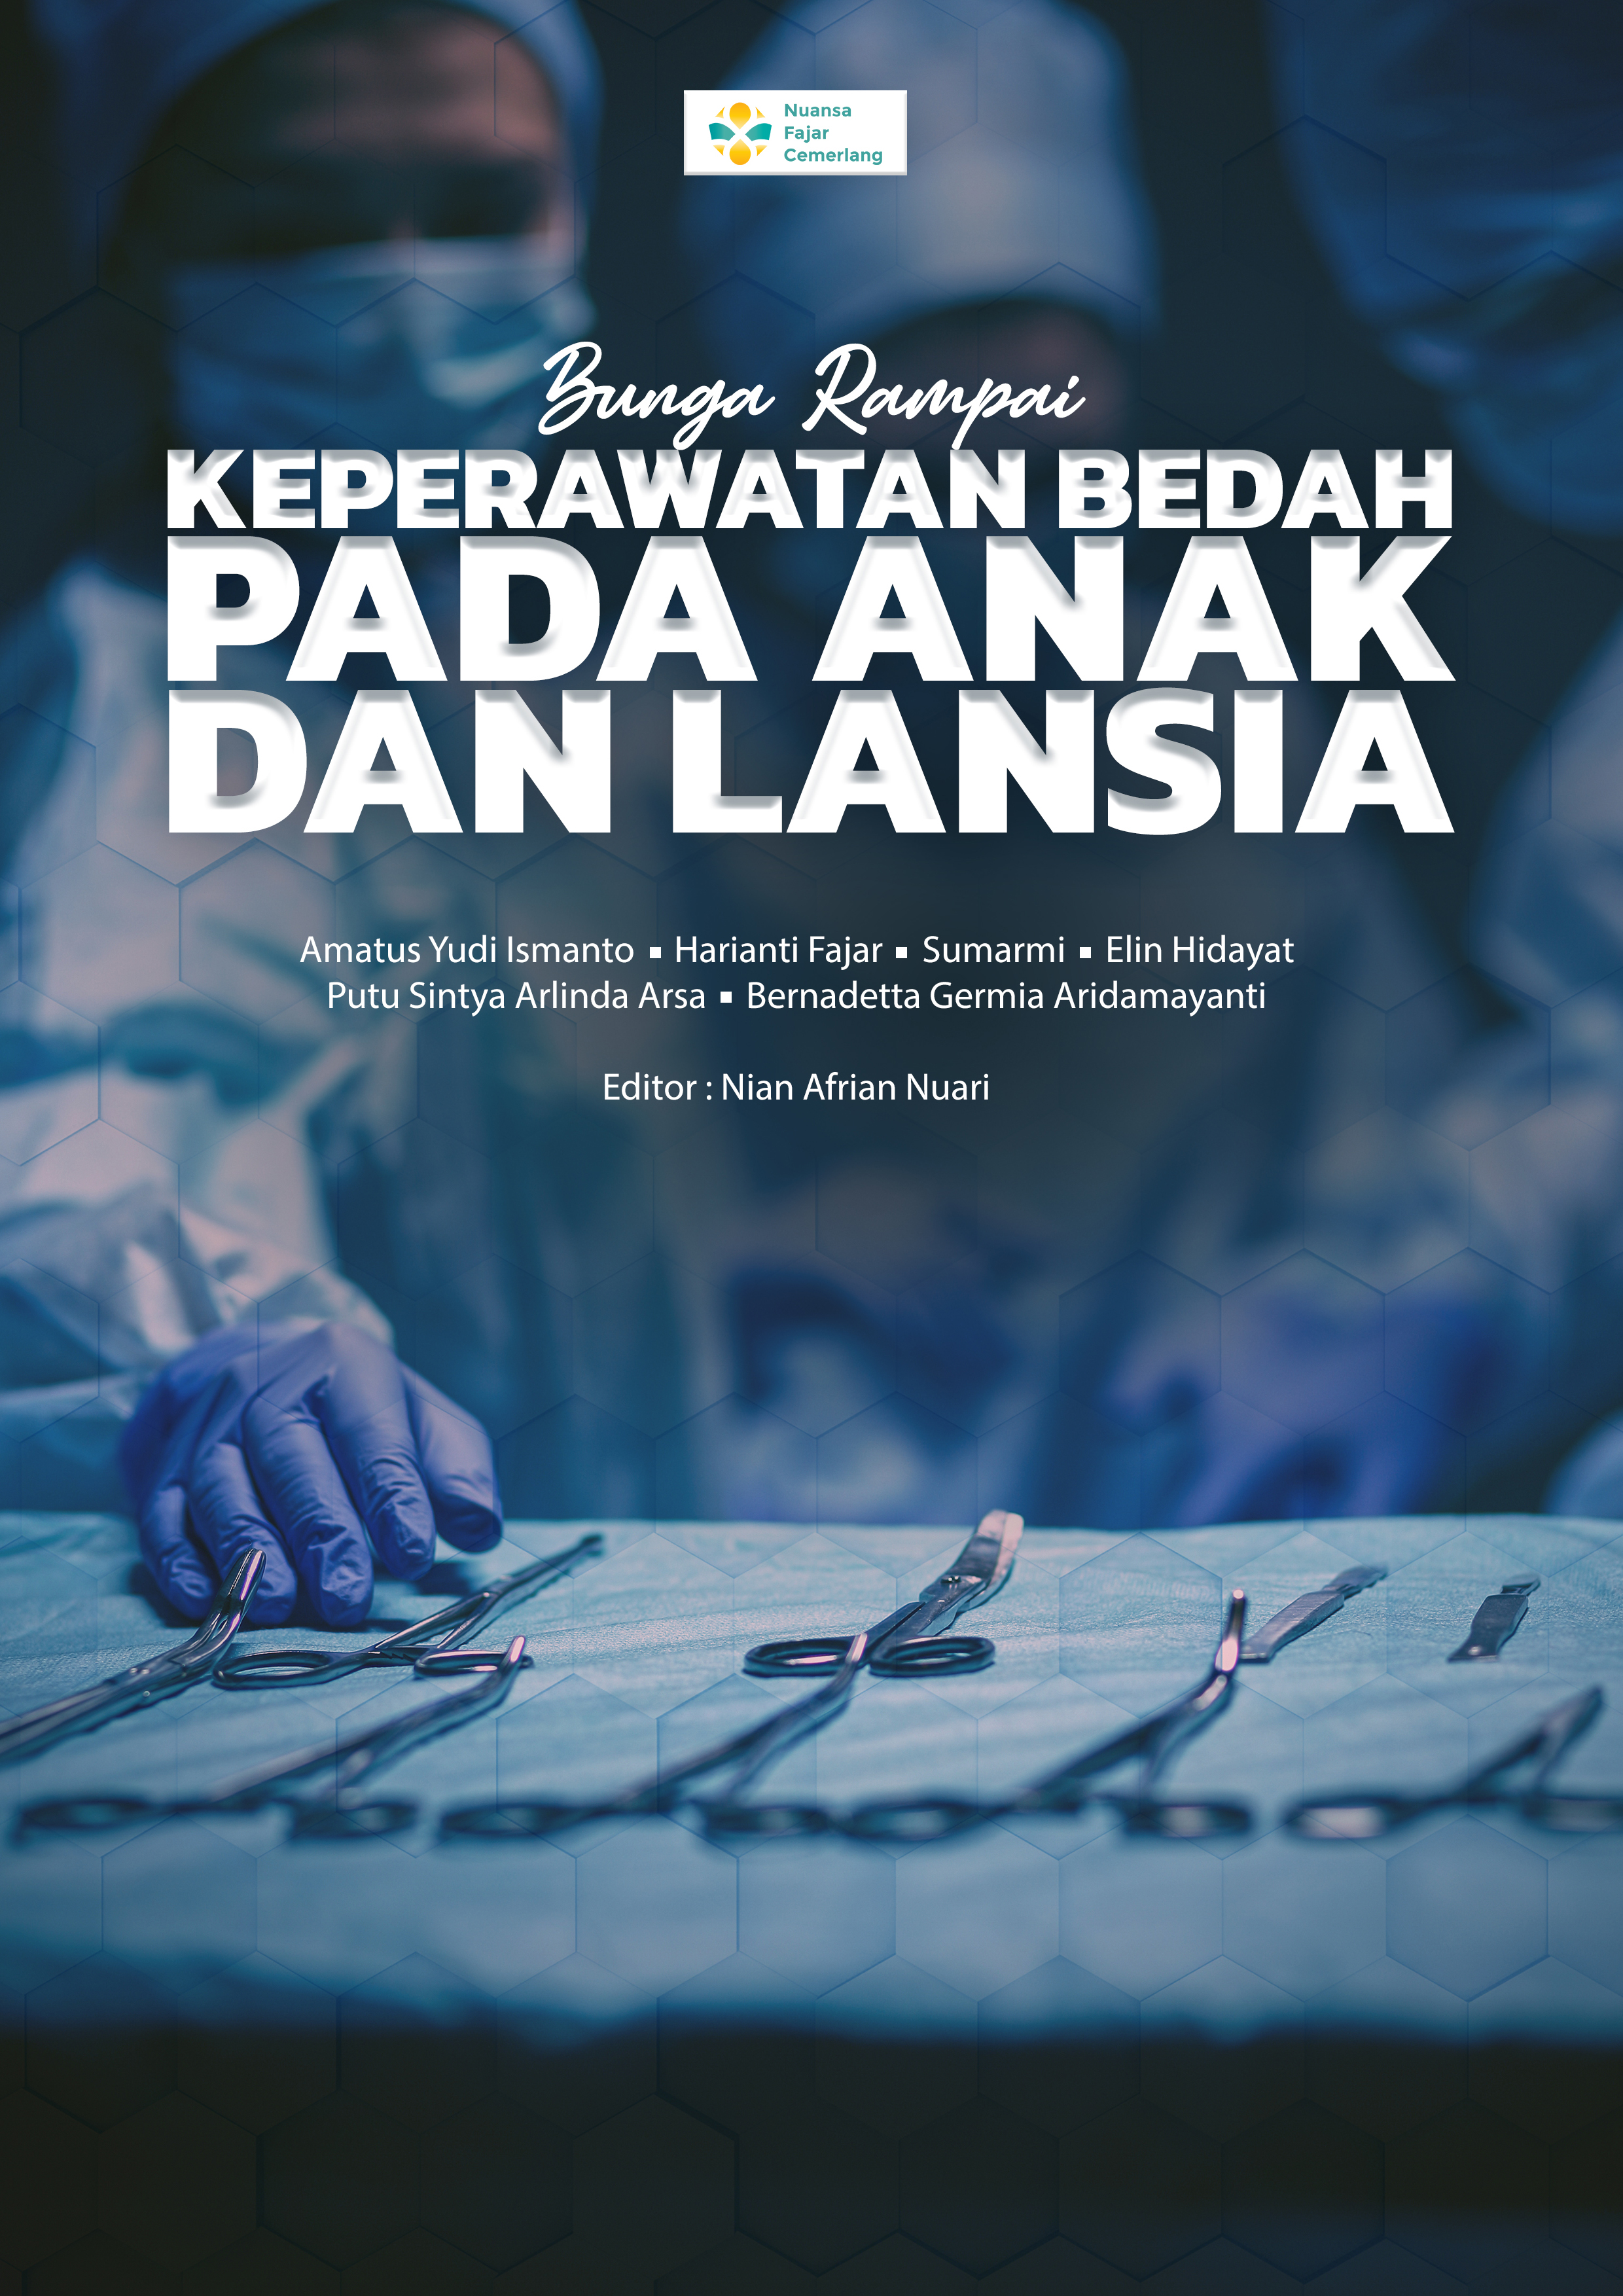 Nuansa
Fajar
Cemerlang
Bunga Rampai
KEPERAWATAN BEDAH
PADA ANAK
DAN LANSIA
Amatus Yudi Ismanto ▪ Harianti Fajar ▪ Sumarmi ▪ Elin Hidayat
Putu Sintya Arlinda Arsa ▪ Bernadetta Germia Aridamayanti
Editor : Nian Afrian Nuari